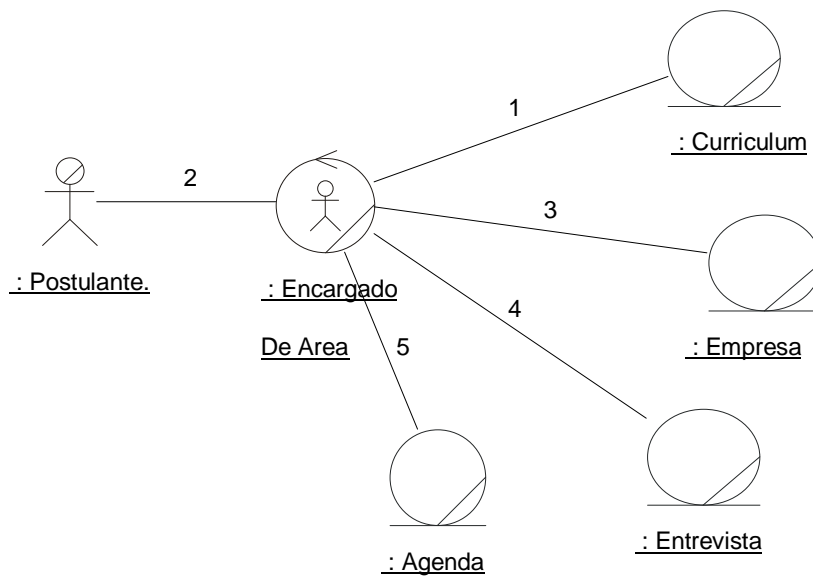 1
: Curriculum
2
: Postulante.
: Encargado
De Area
3
: Empresa
4
: Entrevista
5
: Agenda